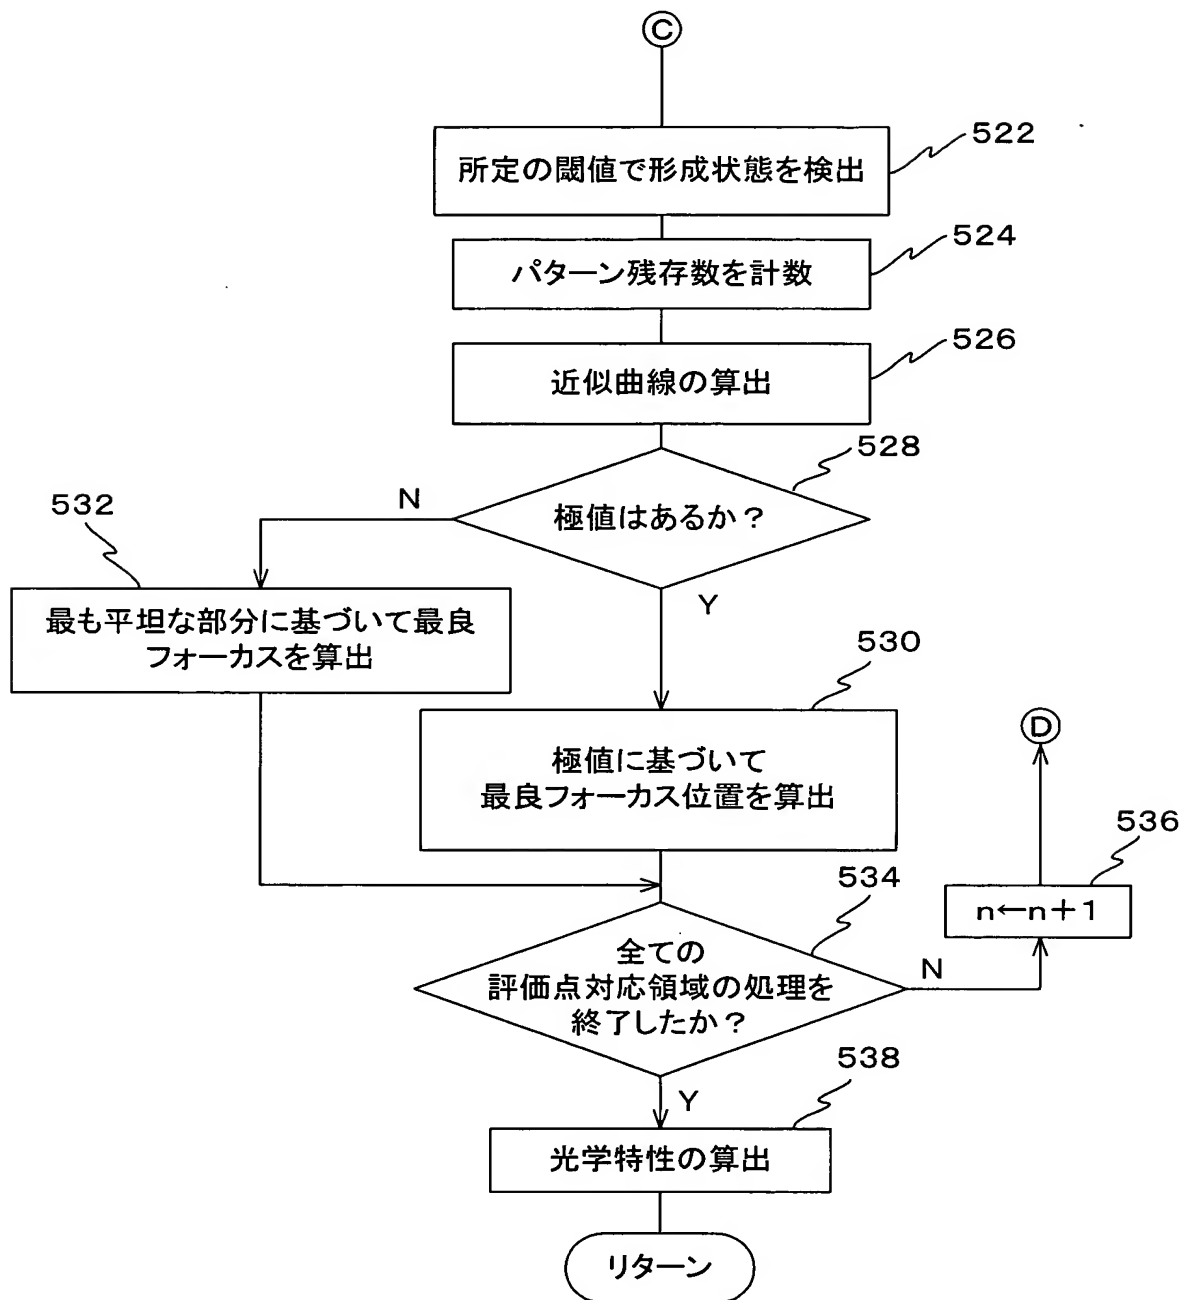 C
所定の閾値で形成状態を検出
522
パターン残存数を計数
524
近似曲線の算出
526
極値はあるか？
528
N
Y
532
最も平坦な部分に基づいて最良
フォーカスを算出
530
極値に基づいて
最良フォーカス位置を算出
D
536
n←n＋1
534
全ての
評価点対応領域の処理を
終了したか？
N
Y
538
光学特性の算出
リターン